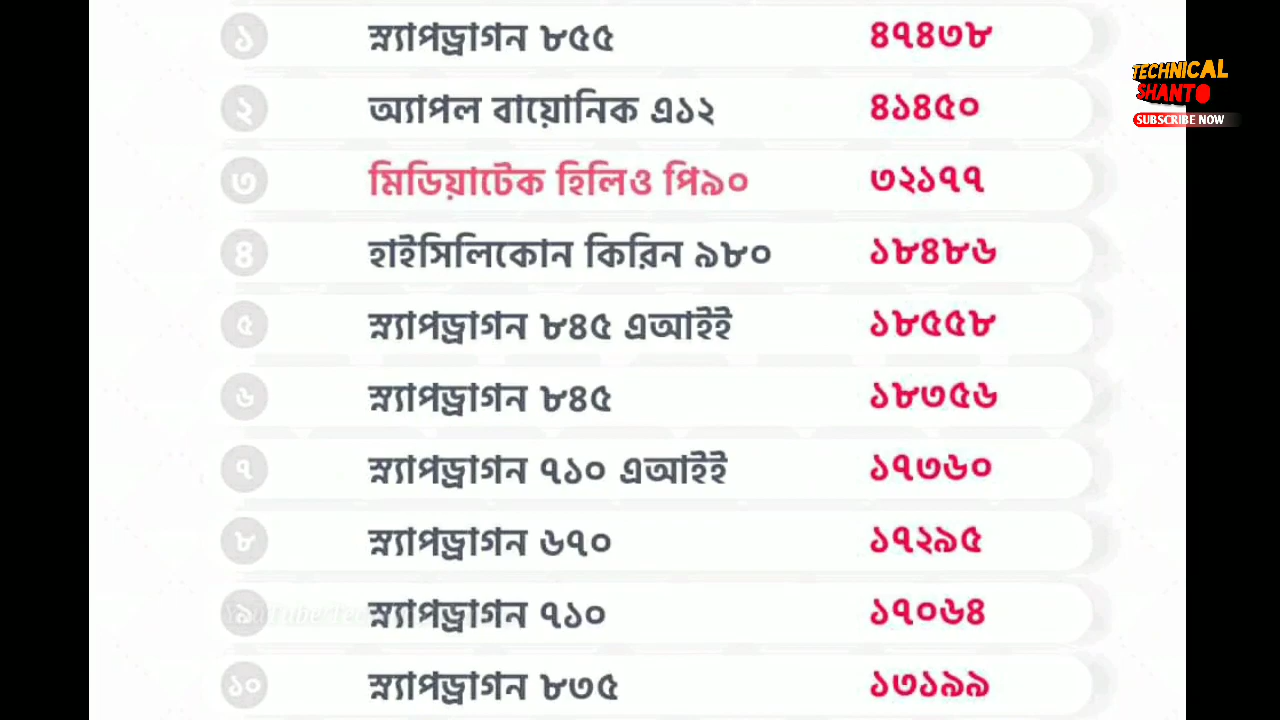 ১ স্ন্যাপড্রাগন ৮৫৫ ৪৭৪৩৮
TECHNICAL
SHANTO
SUBSCRIBE NOW
২ অ্যাপল বায়োনিক এ১২ ৪১৪৫০
৩ মিডিয়াটেক হিলিও পি৯০ ৩২১৭৭
৪ হাইসিলিকোন কিরিন ৯৮০ ১৮৪৮৬
৫ স্ন্যাপড্রাগন ৮৪৫ এআইই ১৮৫৫৮
৬ স্ন্যাপড্রাগন ৮৪৫ ১৮৩৫৬
৭ স্ন্যাপড্রাগন ৭১০ এআইই ১৭৩৬০
৮ স্ন্যাপড্রাগন ৬৭০ ১৭২৯৫
৯ স্ন্যাপড্রাগন ৭১০ ১৭০৬৪
১০ স্ন্যাপড্রাগন ৮৩৫ ১৩১৯৯